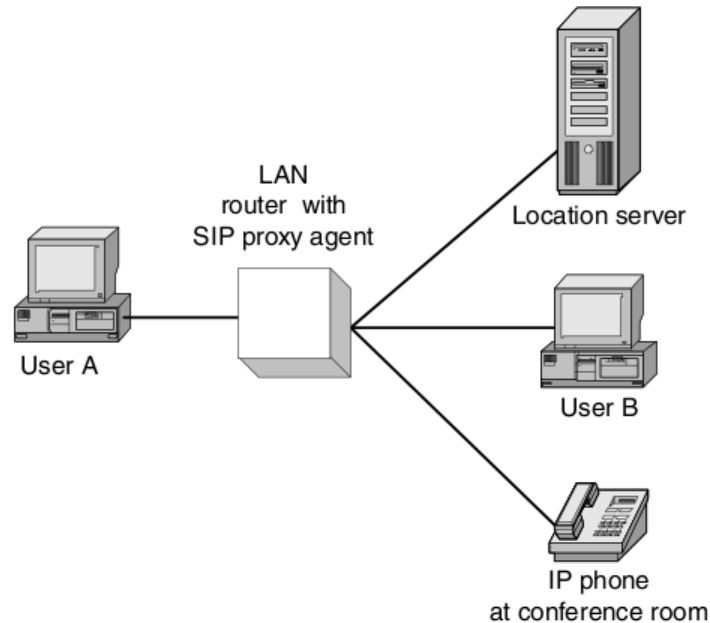 LAN
router with
SIP proxy agent
Location server
User A
User B
IP phone
at conference room